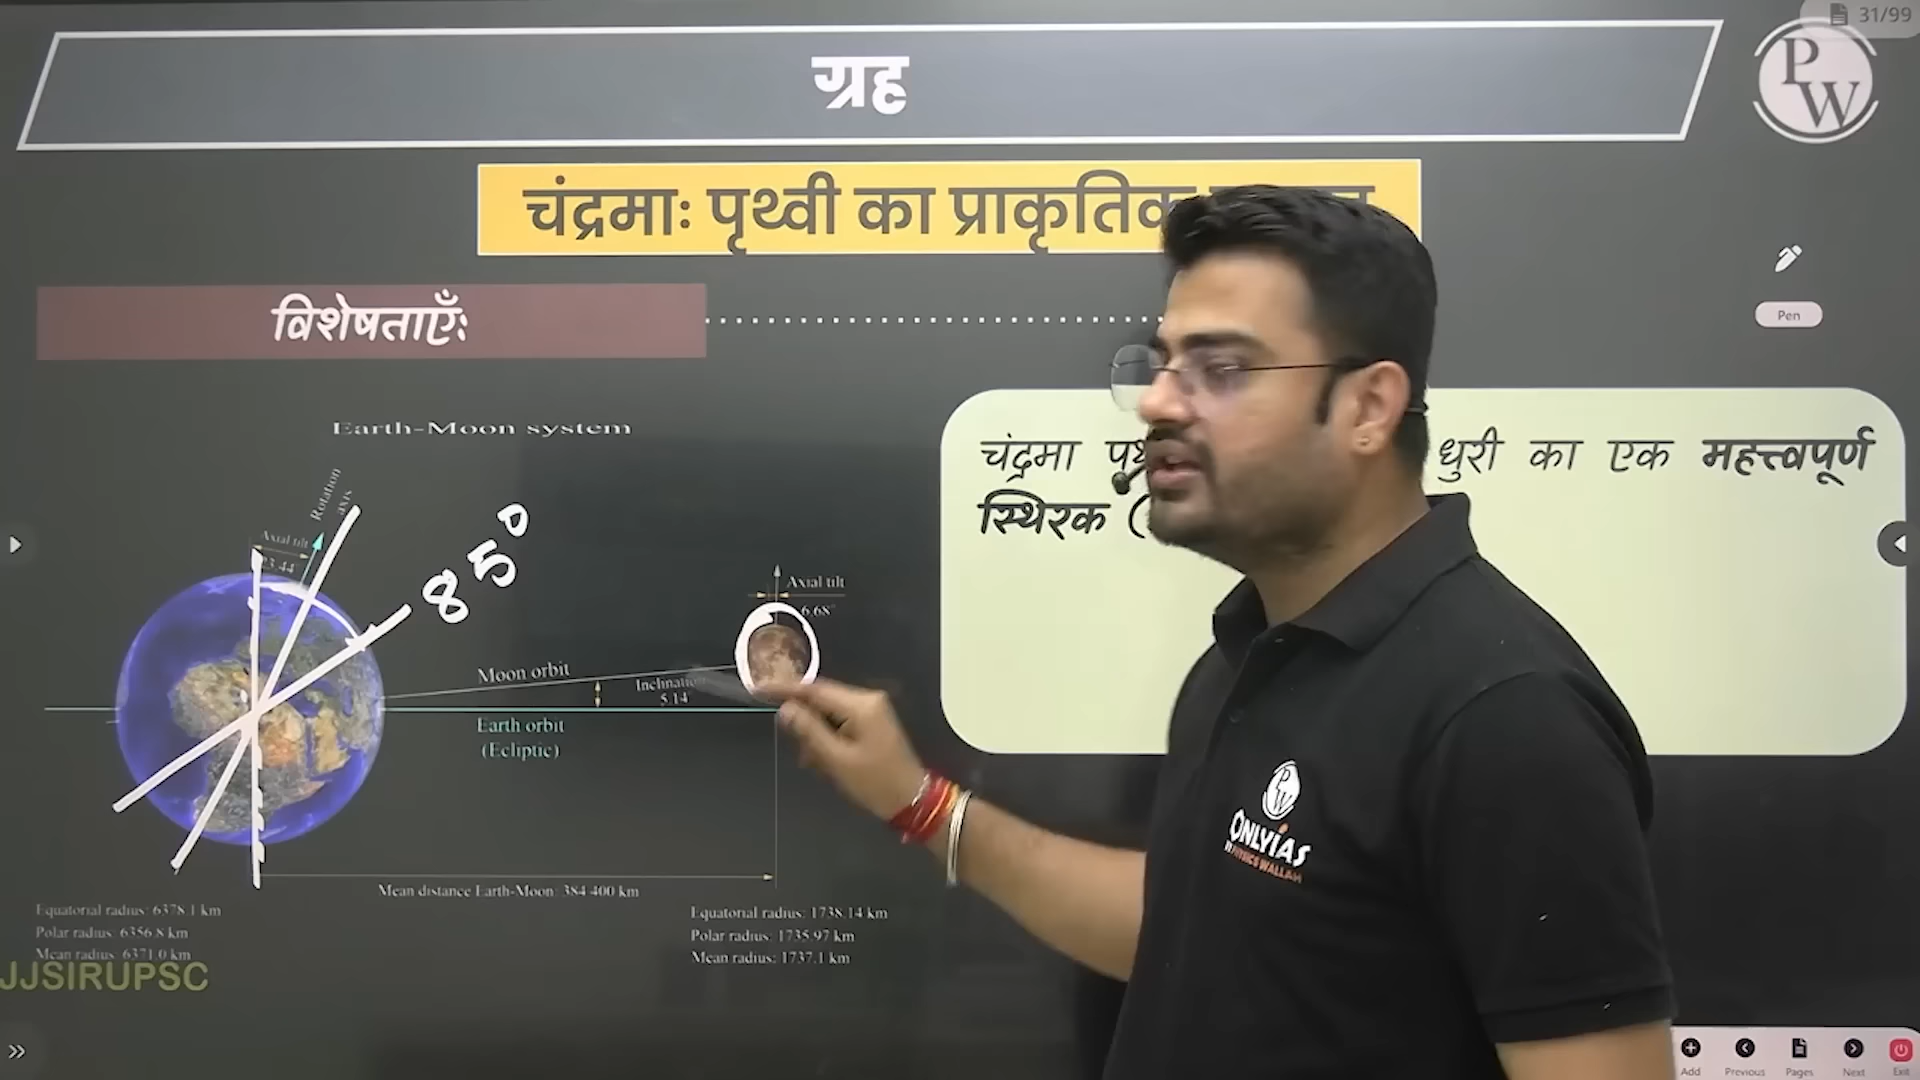 31/99
PW
ग्रह
चंद्रमाः पृथ्वी का प्राकृतिक
विशेषताएँः
Pen
Earth-Moon system
Rotation
axis
Axial tilt
23.44°
85°
Axial tilt
6.68°
Moon orbit
Inclination
5.14°
Earth orbit
(Ecliptic)
Mean distance Earth-Moon: 384 400 km
Equatorial radius: 6378.1 km
Polar radius: 6356.8 km
Mean radius: 6371.0 km
Equatorial radius: 1738.14 km
Polar radius: 1735.97 km
Mean radius: 1737.1 km
चंद्रमा धुरी का एक महत्त्वपूर्ण
स्थिरक (
PW
ONLYIAS
BY PHYSICS WALLAH
JJSIRUPSC
Add Previous Pages Next Exit